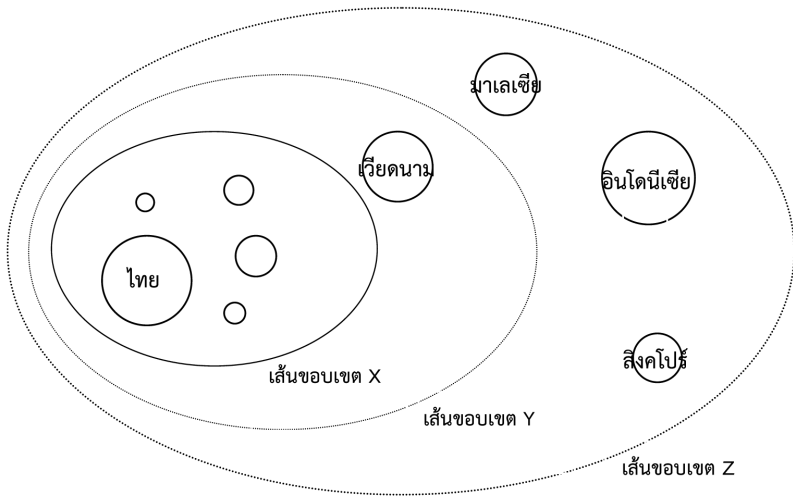 มาเลเซีย
เวียดนาม
อินโดนีเซีย
ไทย
สิงคโปร์
เส้นขอบเขต X
เส้นขอบเขต Y
เส้นขอบเขต Z